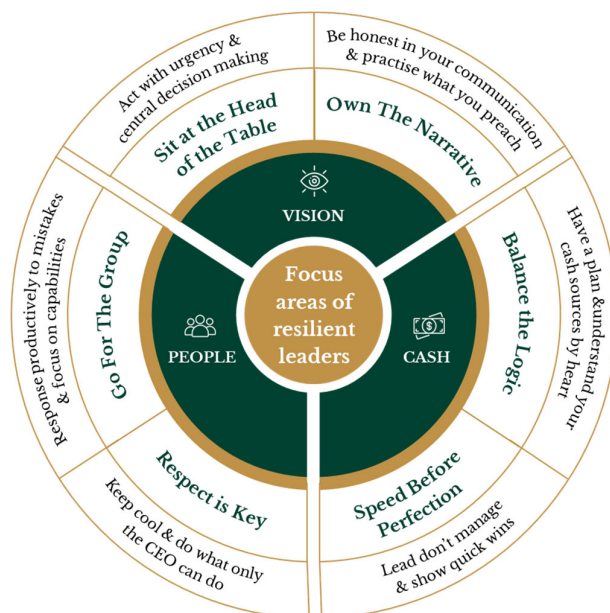 Act with urgency &
central decision making
Sit at the Head
of the Table
Be honest in your communication
& practise what you preach
Own The Narrative
VISION
Have a plan &understand your
cash sources by heart
Balance the Logic
CASH
Speed Before
Perfection
Lead don't manage
& show quick wins
Respect is Key
Keep cool & do what only
the CEO can do
PEOPLE
Go For The Group
Response productively to mistakes
& focus on capabilities
Focus
areas of
resilient
leaders